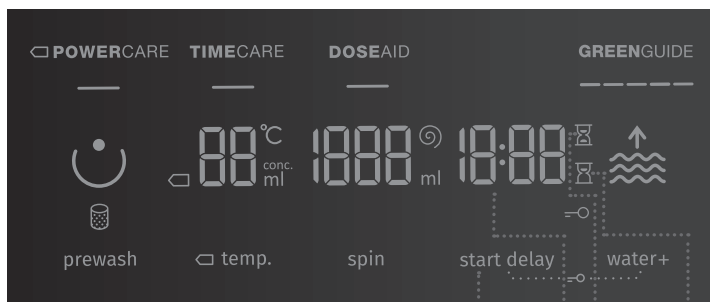 POWERCARE TIMECARE DOSEAID GREENGUIDE
88 °C 1888 18:88
conc.
ml ml
prewash temp. spin start delay water+